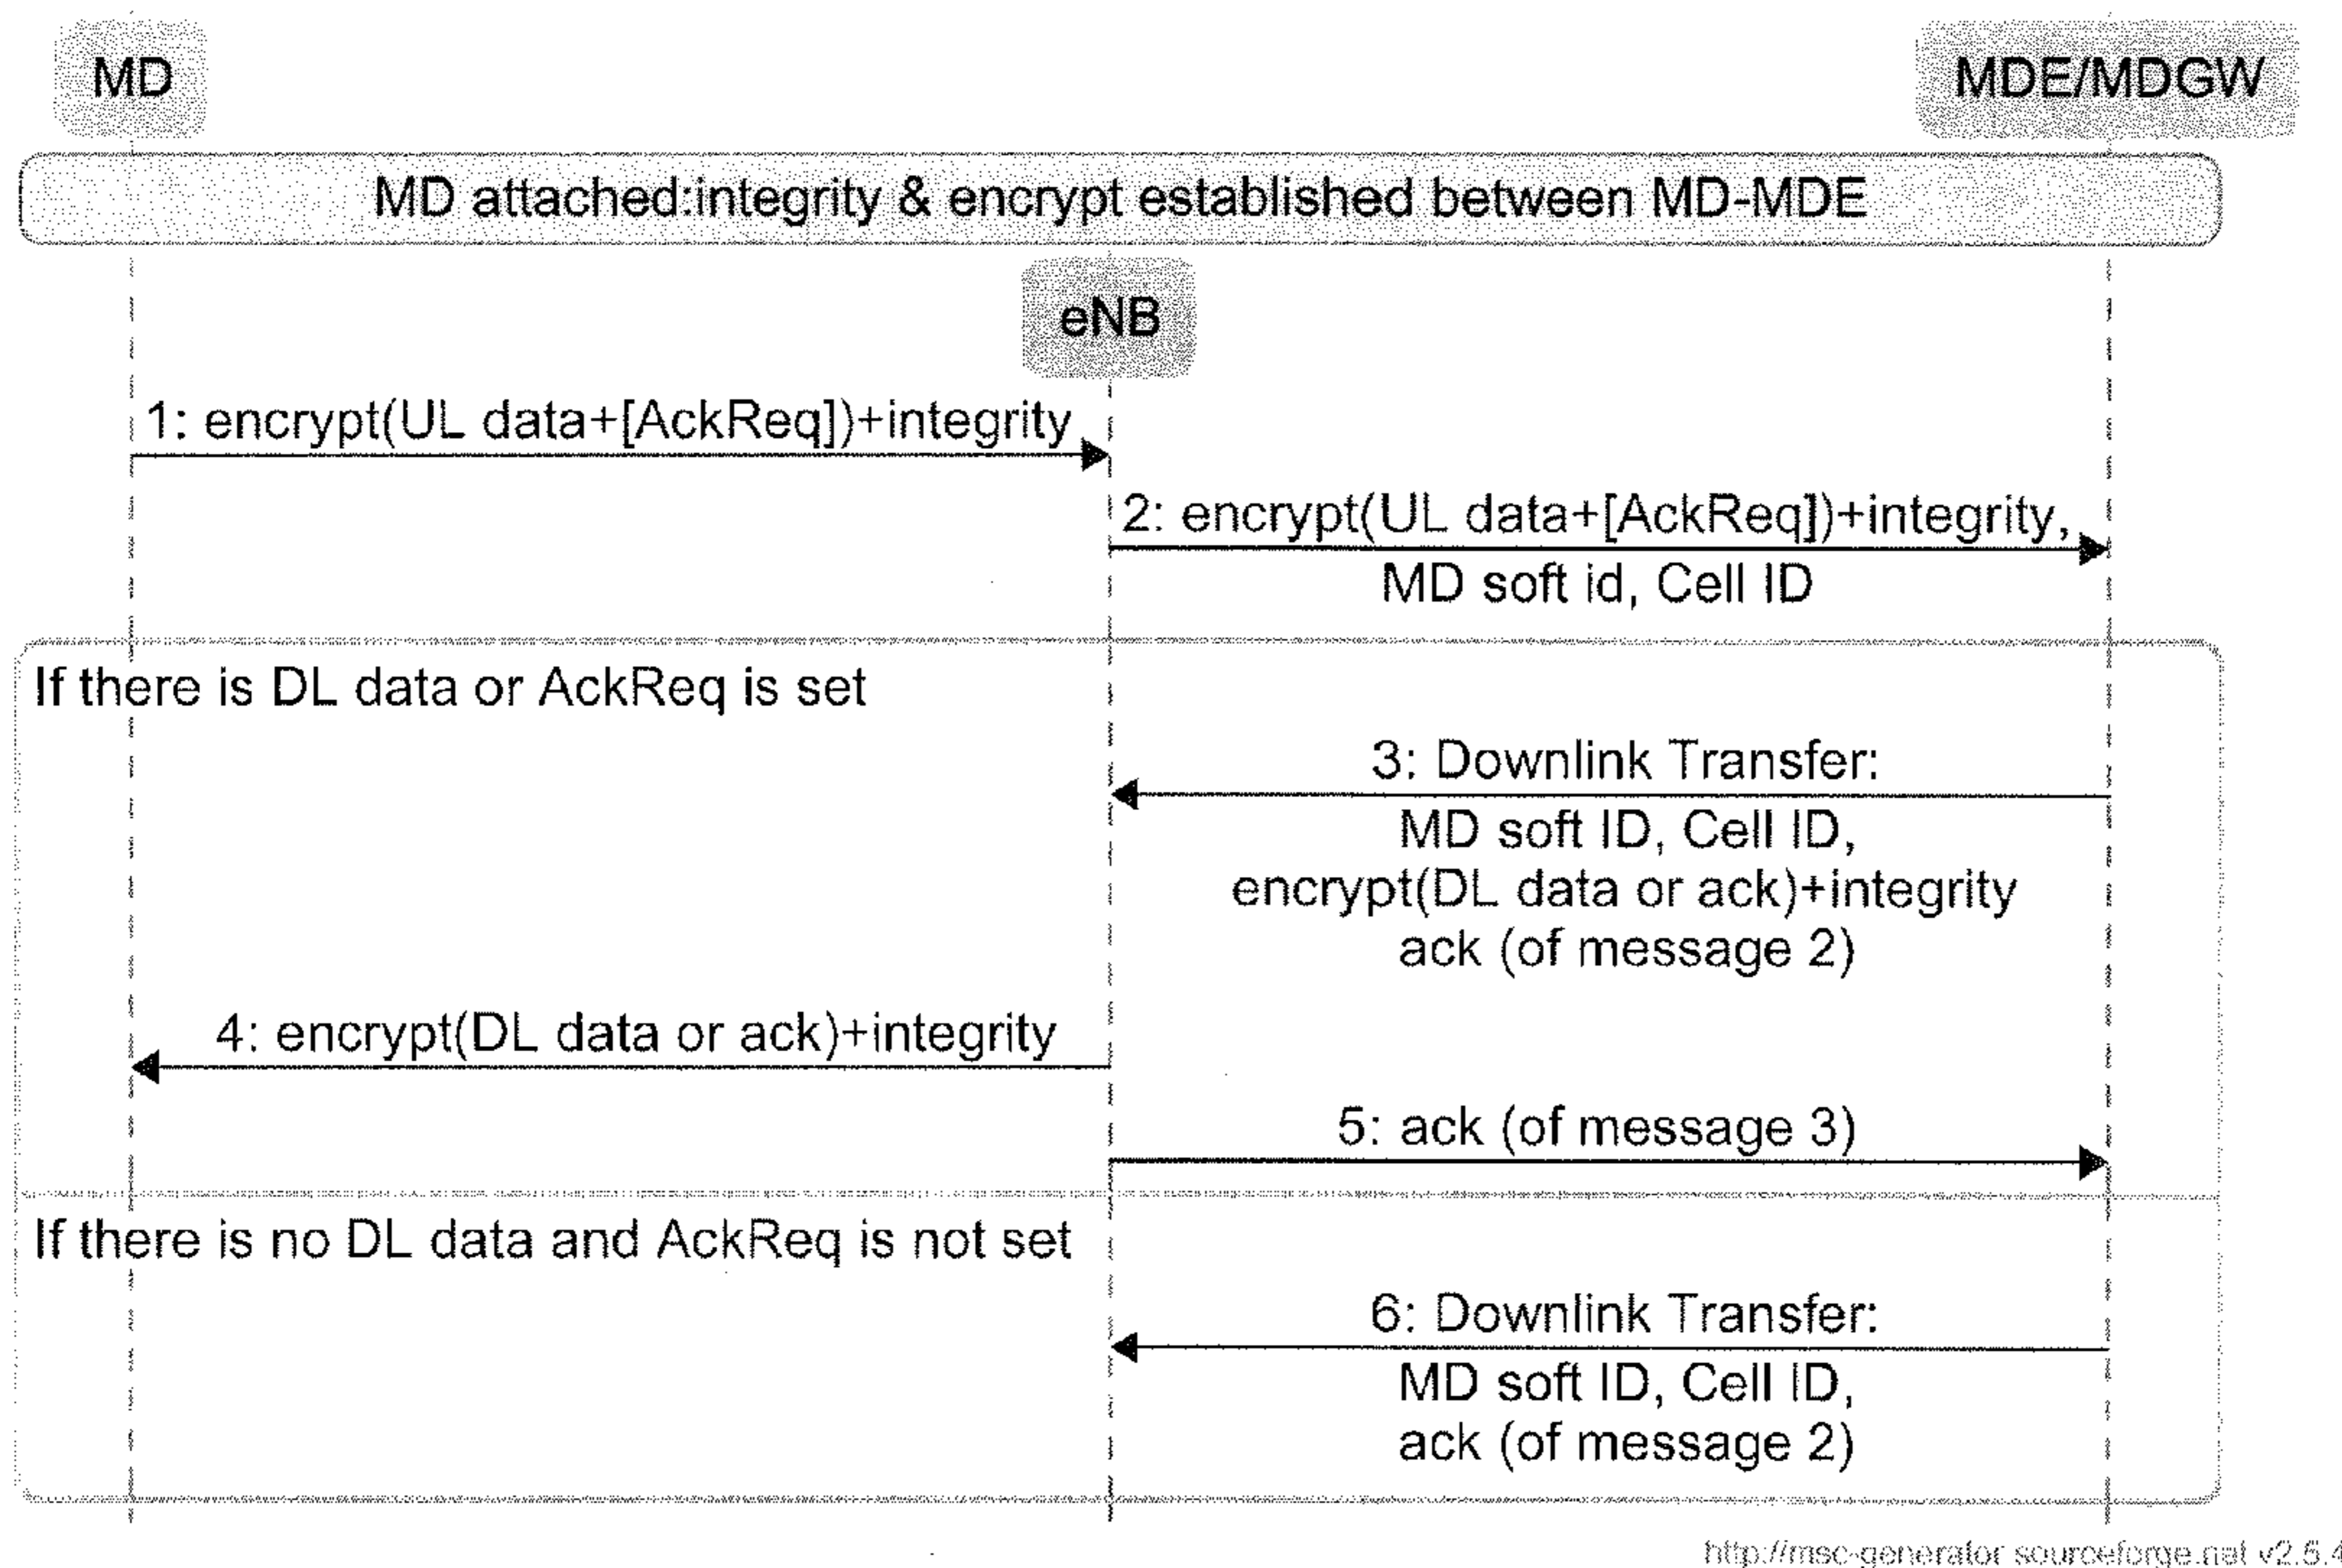 MD
MDE/MDGW
MD attached:integrity & encrypt established between MD-MDE
eNB
1: encrypt(UL data+[AckReq])+integrity
2: encrypt(UL data+[AckReq])+integrity,
MD soft id, Cell ID
If there is DL data or AckReq is set
3: Downlink Transfer:
MD soft ID, Cell ID,
encrypt(DL data or ack)+integrity
ack (of message 2)
4: encrypt(DL data or ack)+integrity
5: ack (of message 3)
If there is no DL data and AckReq is not set
6: Downlink Transfer:
MD soft ID, Cell ID,
ack (of message 2)
http://msc-generator.sourceforge.net v2.5.4